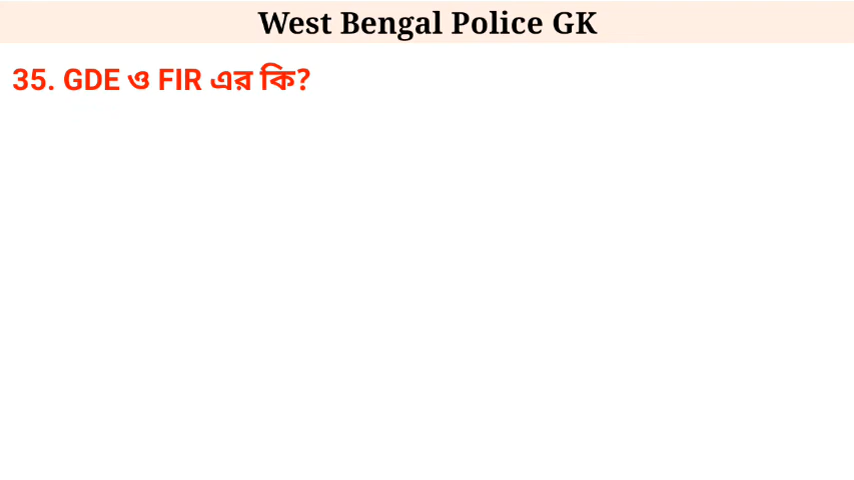 West Bengal Police GK
35. GDE ও FIR এর কি?